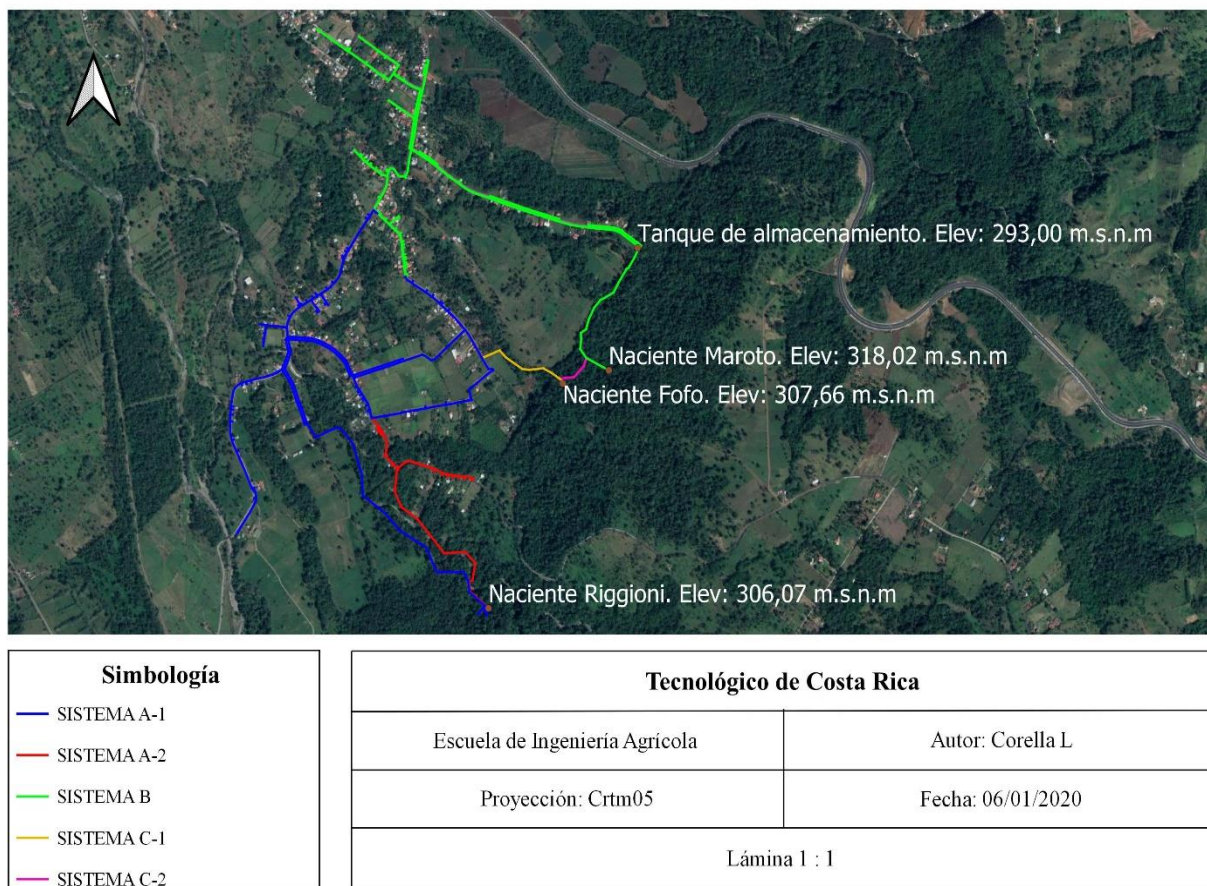 Tanque de almacenamiento. Elev: 293,00 m.s.n.m
Naciente Maroto. Elev: 318,02 m.s.n.m
Naciente Fofo. Elev: 307,66 m.s.n.m
Naciente Riggioni. Elev: 306,07 m.s.n.m
Simbología
SISTEMA A-1
SISTEMA A-2
SISTEMA B
SISTEMA C-1
SISTEMA C-2
Tecnológico de Costa Rica
Escuela de Ingeniería Agrícola
Autor: Corella L
Proyección: Crtm05
Fecha: 06/01/2020
Lámina 1 : 1